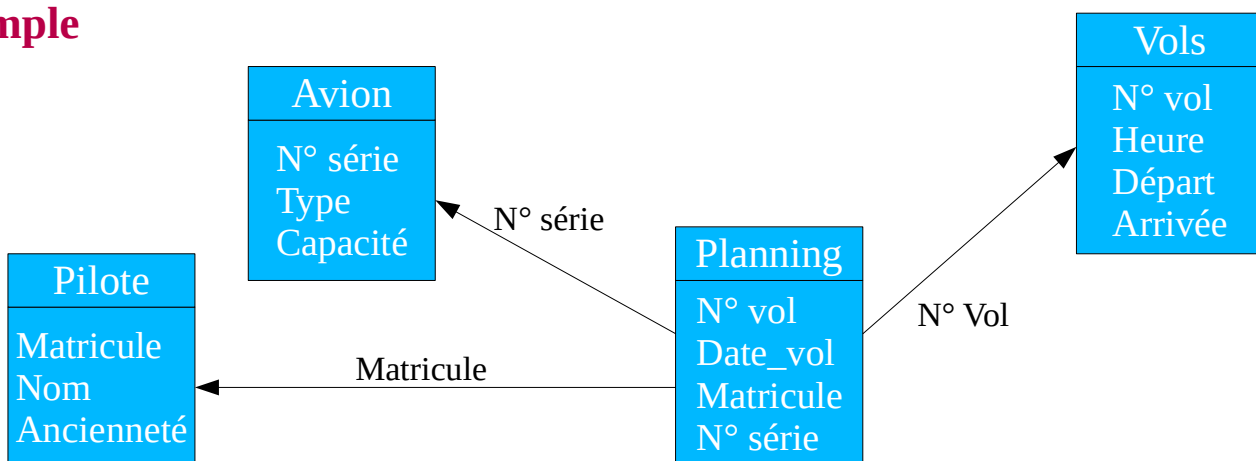 mple
Vols
N° vol
Heure
Départ
Arrivée
Avion
N° série
Type
Capacité
N° série
Planning
N° vol
Date_vol
Matricule
N° série
N° Vol
Pilote
Matricule
Nom
Ancienneté
Matricule